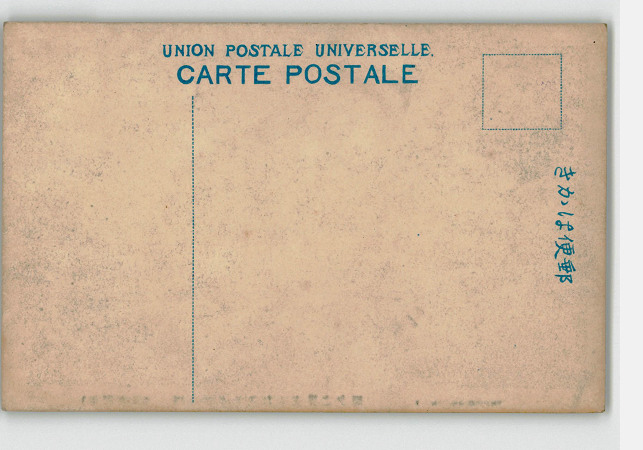 UNION POSTALE UNIVERSELLE.
CARTE POSTALE
きかは便郵